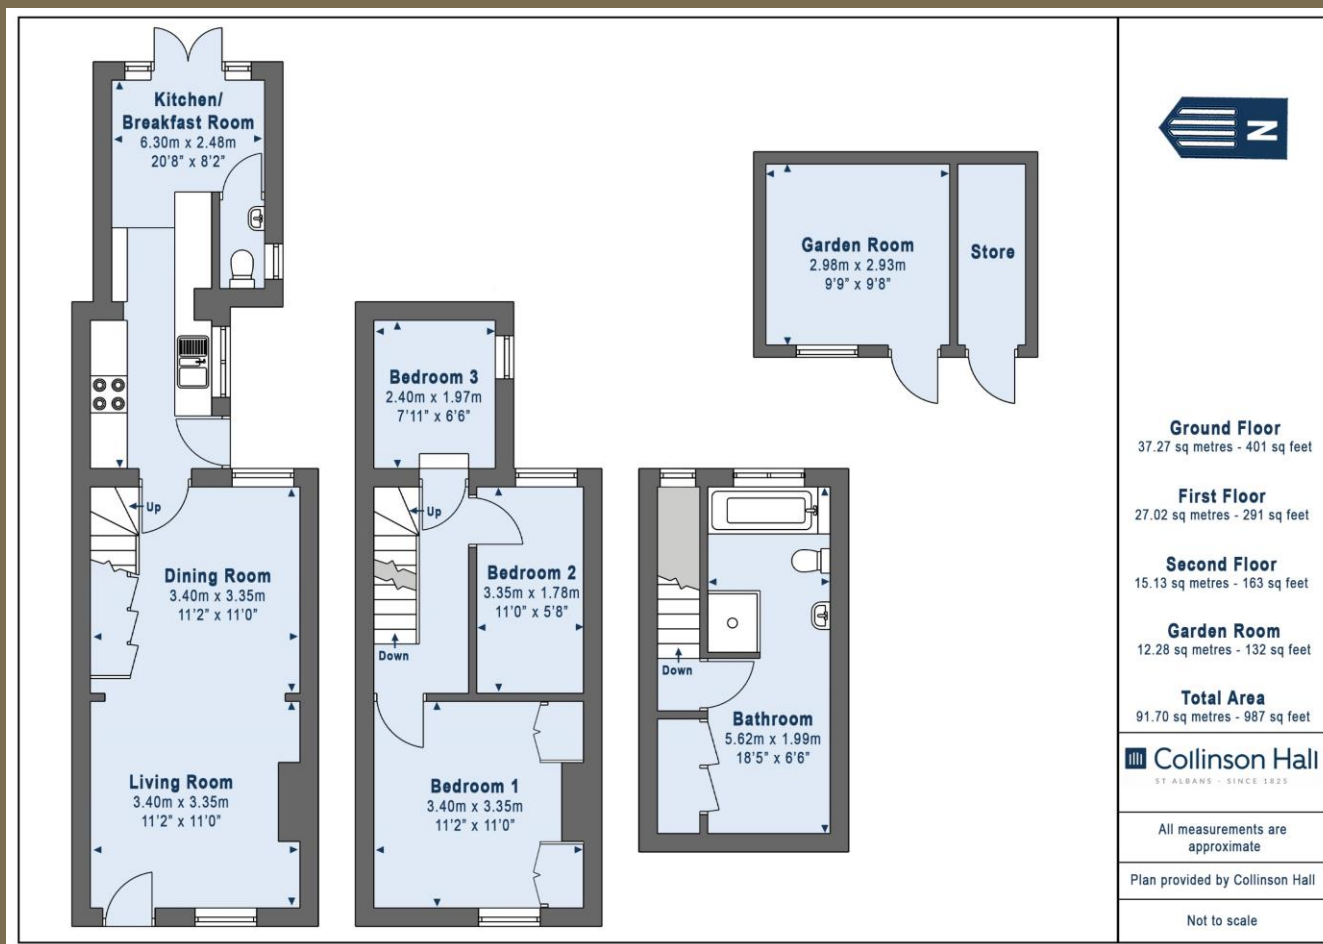 Kitchen/
Breakfast Room
6.30m x 2.48m
20'8" x 8'2"
Up
Dining Room
3.40m x 3.35m
11'2" x 11'0"
Living Room
3.40m x 3.35m
11'2" x 11'0"
Bedroom 3
2.40m x 1.97m
7'11" x 6'6"
Up
Bedroom 2
3.35m x 1.78m
11'0" x 5'8"
Down
Bedroom 1
3.40m x 3.35m
11'2" x 11'0"
Down
Bathroom
5.62m x 1.99m
18'5" x 6'6"
Garden Room
2.98m x 2.93m
9'9" x 9'8"
Store
N
Ground Floor
37.27 sq metres - 401 sq feet
First Floor
27.02 sq metres - 291 sq feet
Second Floor
15.13 sq metres - 163 sq feet
Garden Room
12.28 sq metres - 132 sq feet
Total Area
91.70 sq metres - 987 sq feet
Collinson Hall
ST ALBANS - SINCE 1825
All measurements are
approximate
Plan provided by Collinson Hall
Not to scale